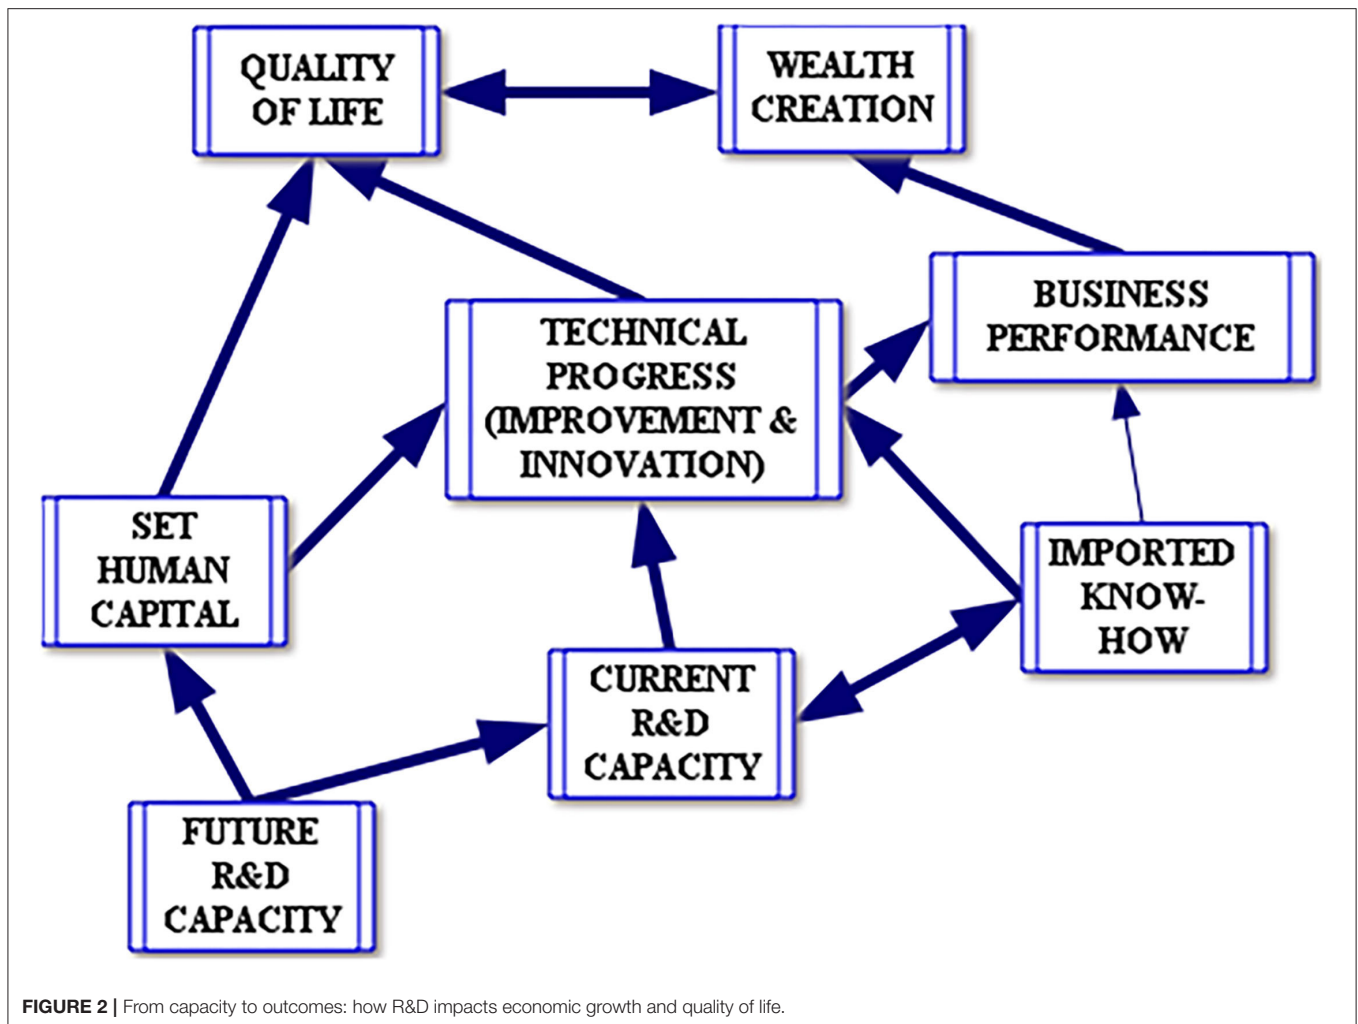 QUALITY
OF LIFE
WEALTH
CREATION
BUSINESS
PERFORMANCE
TECHNICAL
PROGRESS
(IMPROVEMENT &
INNOVATION)
SET
HUMAN
CAPITAL
IMPORTED
KNOW-
HOW
CURRENT
R&D
CAPACITY
FUTURE
R&D
CAPACITY
FIGURE 2 | From capacity to outcomes: how R&D impacts economic growth and quality of life.